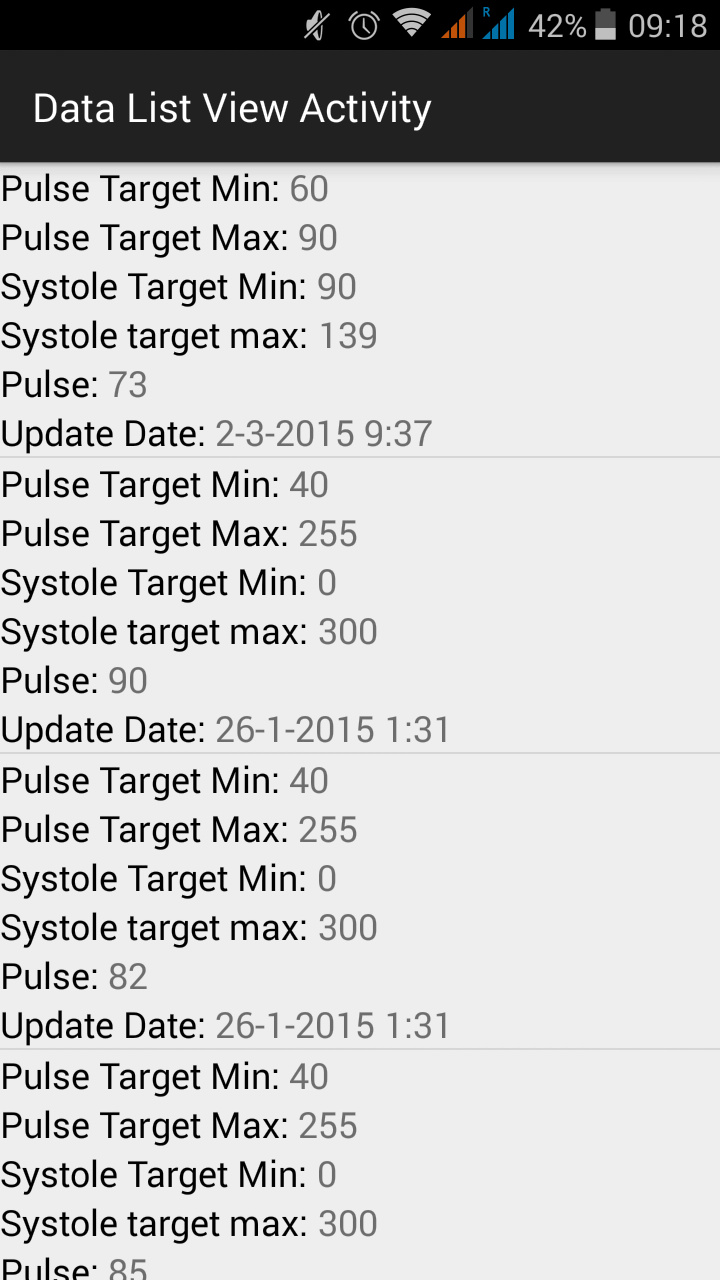 R 42% 09:18
Data List View Activity
Pulse Target Min: 60
Pulse Target Max: 90
Systole Target Min: 90
Systole target max: 139
Pulse: 73
Update Date: 2-3-2015 9:37
Pulse Target Min: 40
Pulse Target Max: 255
Systole Target Min: 0
Systole target max: 300
Pulse: 90
Update Date: 26-1-2015 1:31
Pulse Target Min: 40
Pulse Target Max: 255
Systole Target Min: 0
Systole target max: 300
Pulse: 82
Update Date: 26-1-2015 1:31
Pulse Target Min: 40
Pulse Target Max: 255
Systole Target Min: 0
Systole target max: 300
Pulse: 85